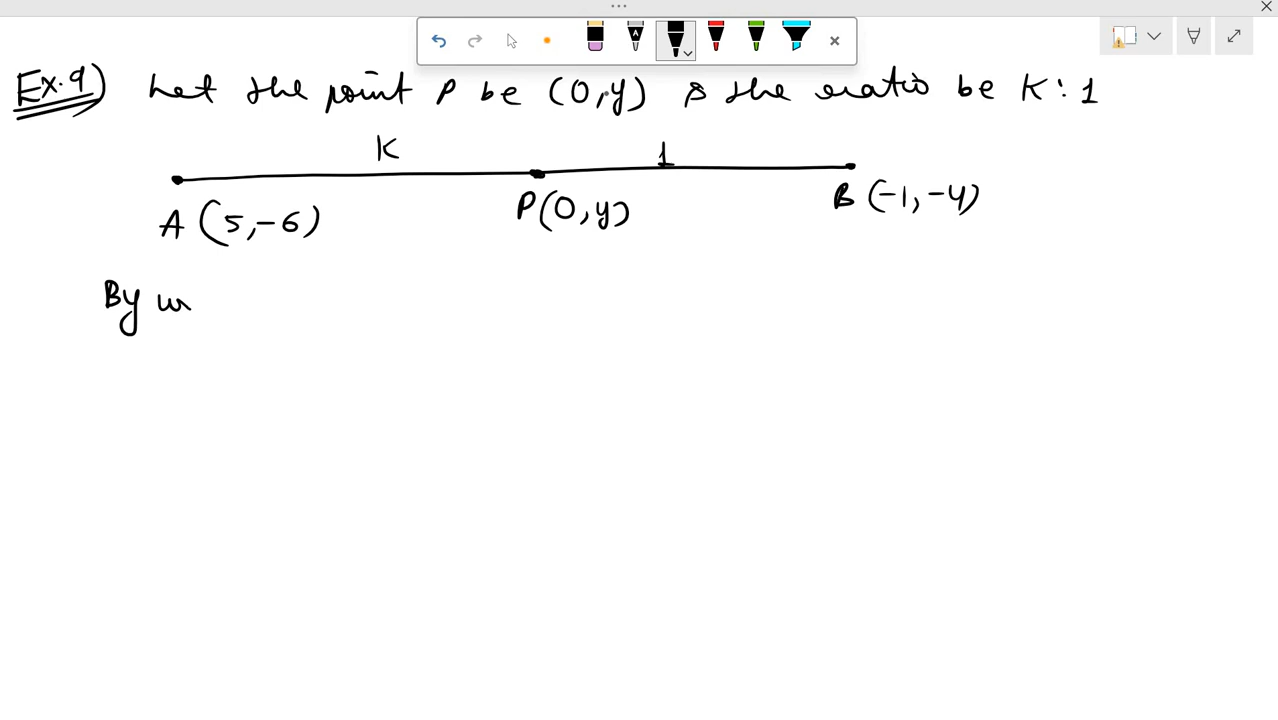 Ex.9) Let the point P be (0,y) & the ratio be K:1
K 1
A (5,-6) P(0,y) B (-1,-4)
By